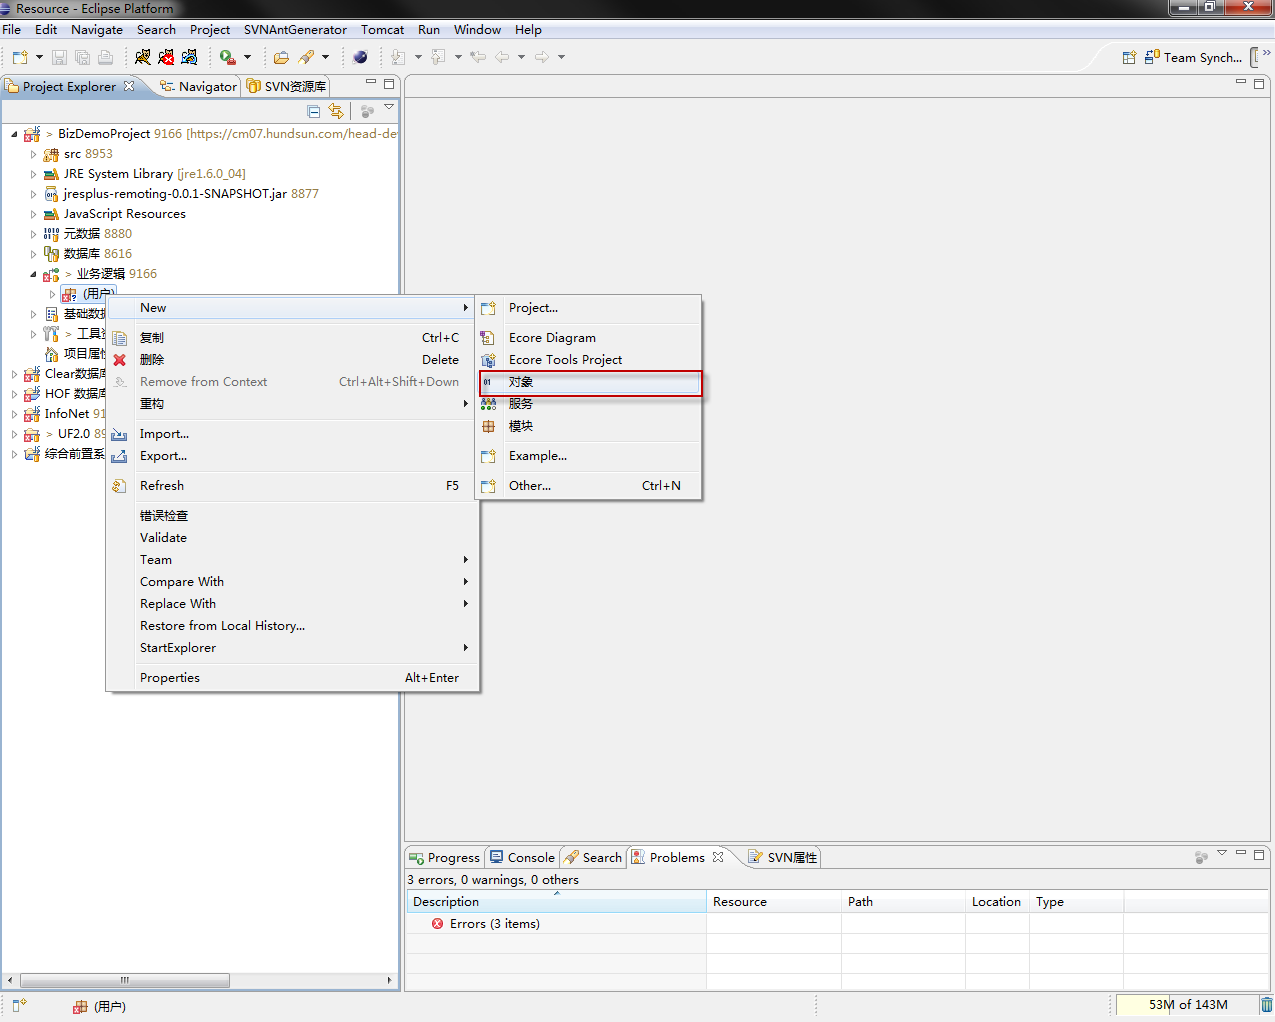 Resource - Eclipse Platform
File Edit Navigate Search Project SVNAntGenerator Tomcat Run Window Help
Team Synch... »
Project Explorer Navigator SVN资源库
> BizDemoProject 9166 [https://cm07.hundsun.com/head-de
src 8953
JRE System Library [jre1.6.0_04]
jresplus-remoting-0.0.1-SNAPSHOT.jar 8877
JavaScript Resources
元数据 8880
数据库 8616
> 业务逻辑 9166
(用户)
基础数据
> 工具
项目属性
Clear数据库
HOF 数据库
InfoNet 91
> UF2.0 89
综合前置系
New
复制 Ctrl+C
删除 Delete
Remove from Context Ctrl+Alt+Shift+Down
重构
Import...
Export...
Refresh F5
错误检查
Validate
Team
Compare With
Replace With
Restore from Local History...
StartExplorer
Properties Alt+Enter
Project...
Ecore Diagram
Ecore Tools Project
对象
服务
模块
Example...
Other... Ctrl+N
Progress Console Search Problems SVN属性
3 errors, 0 warnings, 0 others
Description Resource Path Location Type
Errors (3 items)
(用户) 53M of 143M